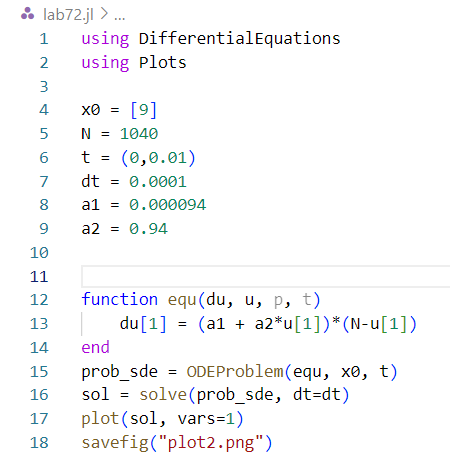 lab72.jl > ...
1 using DifferentialEquations
2 using Plots
3
4 x0 = [9]
5 N = 1040
6 t = (0,0.01)
7 dt = 0.0001
8 a1 = 0.000094
9 a2 = 0.94
10
11
12 function equ(du, u, p, t)
13     du[1] = (a1 + a2*u[1])*(N-u[1])
14 end
15 prob_sde = ODEProblem(equ, x0, t)
16 sol = solve(prob_sde, dt=dt)
17 plot(sol, vars=1)
18 savefig("plot2.png")